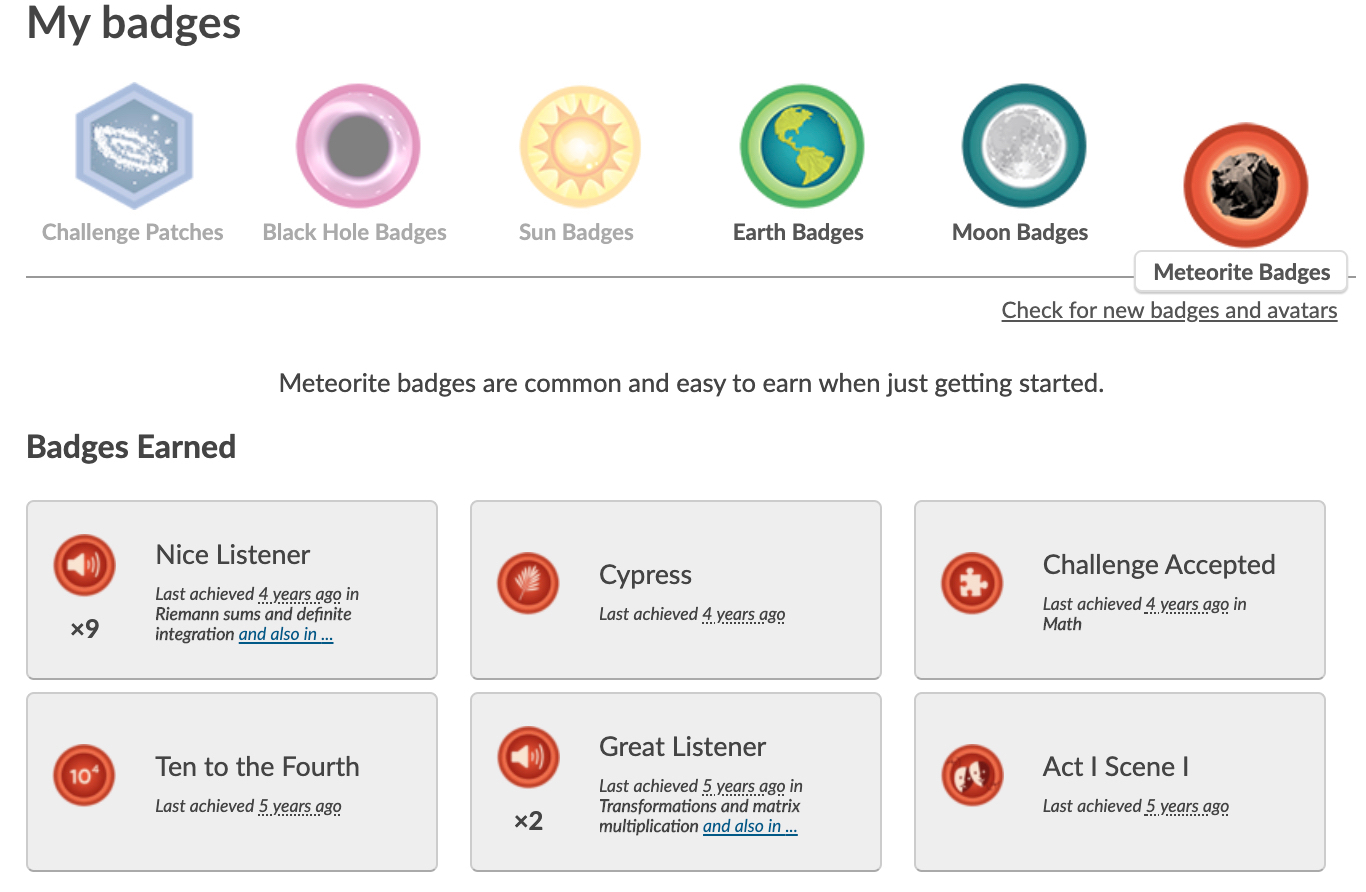 My badges
Challenge Patches
Black Hole Badges
Sun Badges
Earth Badges
Moon Badges
Meteorite Badges
Check for new badges and avatars
Meteorite badges are common and easy to earn when just getting started.
Badges Earned
Nice Listener
Last achieved 4 years ago in
Riemann sums and definite
integration and also in ...
×9
Cypress
Last achieved 4 years ago
Challenge Accepted
Last achieved 4 years ago in
Math
10⁴
Ten to the Fourth
Last achieved 5 years ago
Great Listener
Last achieved 5 years ago in
Transformations and matrix
multiplication and also in ...
×2
Act I Scene I
Last achieved 5 years ago